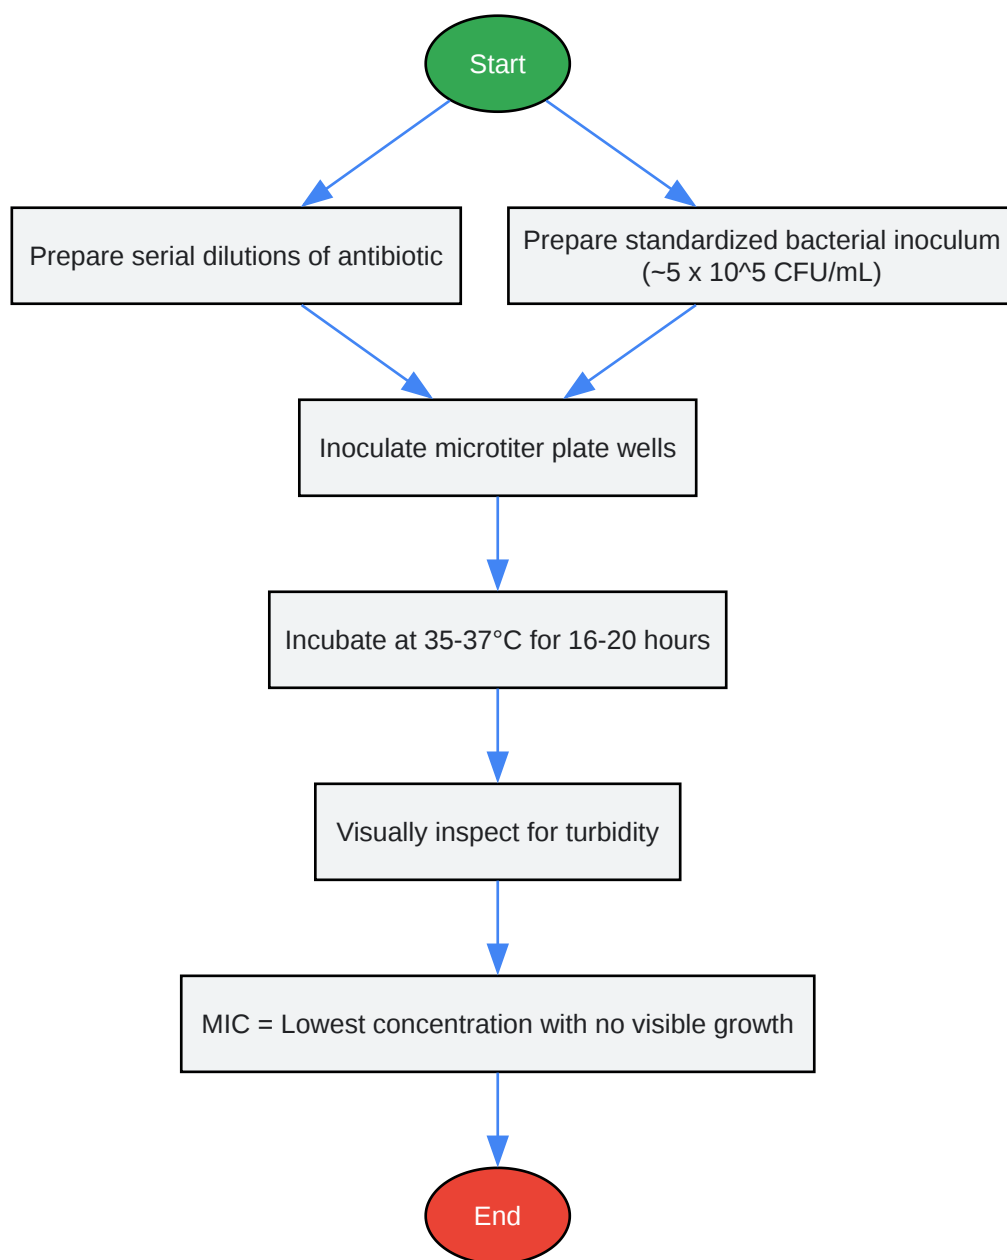 Start
Prepare serial dilutions of antibiotic
Prepare standardized bacterial inoculum
(~5 x 10^5 CFU/mL)
Inoculate microtiter plate wells
Incubate at 35-37°C for 16-20 hours
Visually inspect for turbidity
MIC = Lowest concentration with no visible growth
End